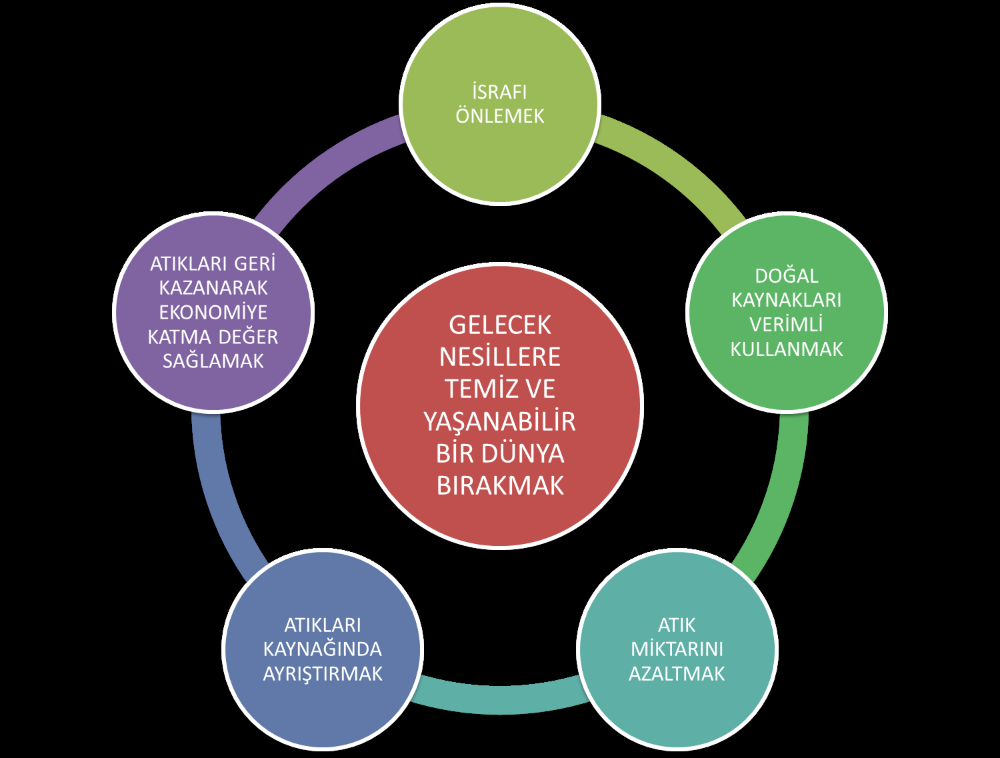 İSRAFI
ÖNLEMEK
DOĞAL
KAYNAKLARI
VERİMLİ
KULLANMAK
ATIK
MİKTARINI
AZALTMAK
ATIKLARI
KAYNAĞINDA
AYRIŞTIRMAK
ATIKLARI GERİ
KAZANARAK
EKONOMİYE
KATMA DEĞER
SAĞLAMAK
GELECEK
NESİLLERE
TEMİZ VE
YAŞANABİLİR
BİR DÜNYA
BIRAKMAK